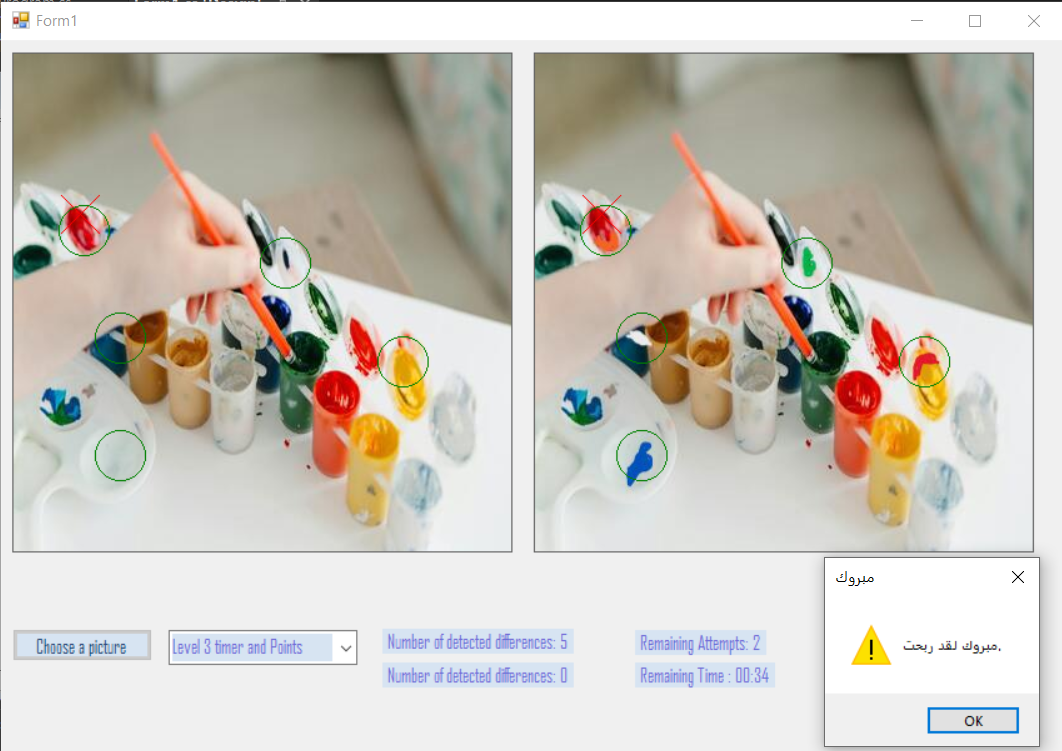 Form1
Choose a picture
Level 3 timer and Points
Number of detected differences: 5
Remaining Attempts: 2
Number of detected differences: 0
Remaining Time : 00:34
مبروك
مبروك لقد ربحت.
OK